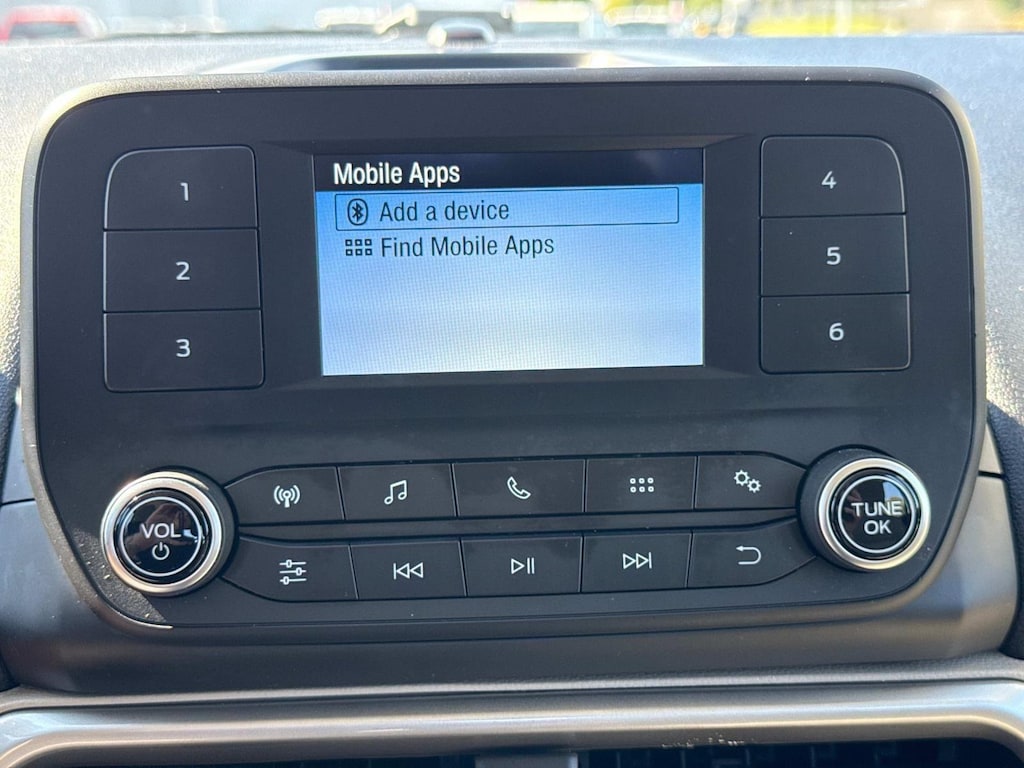 Mobile Apps
Add a device
Find Mobile Apps
1
2
3
4
5
6
VOL
TUNE
OK